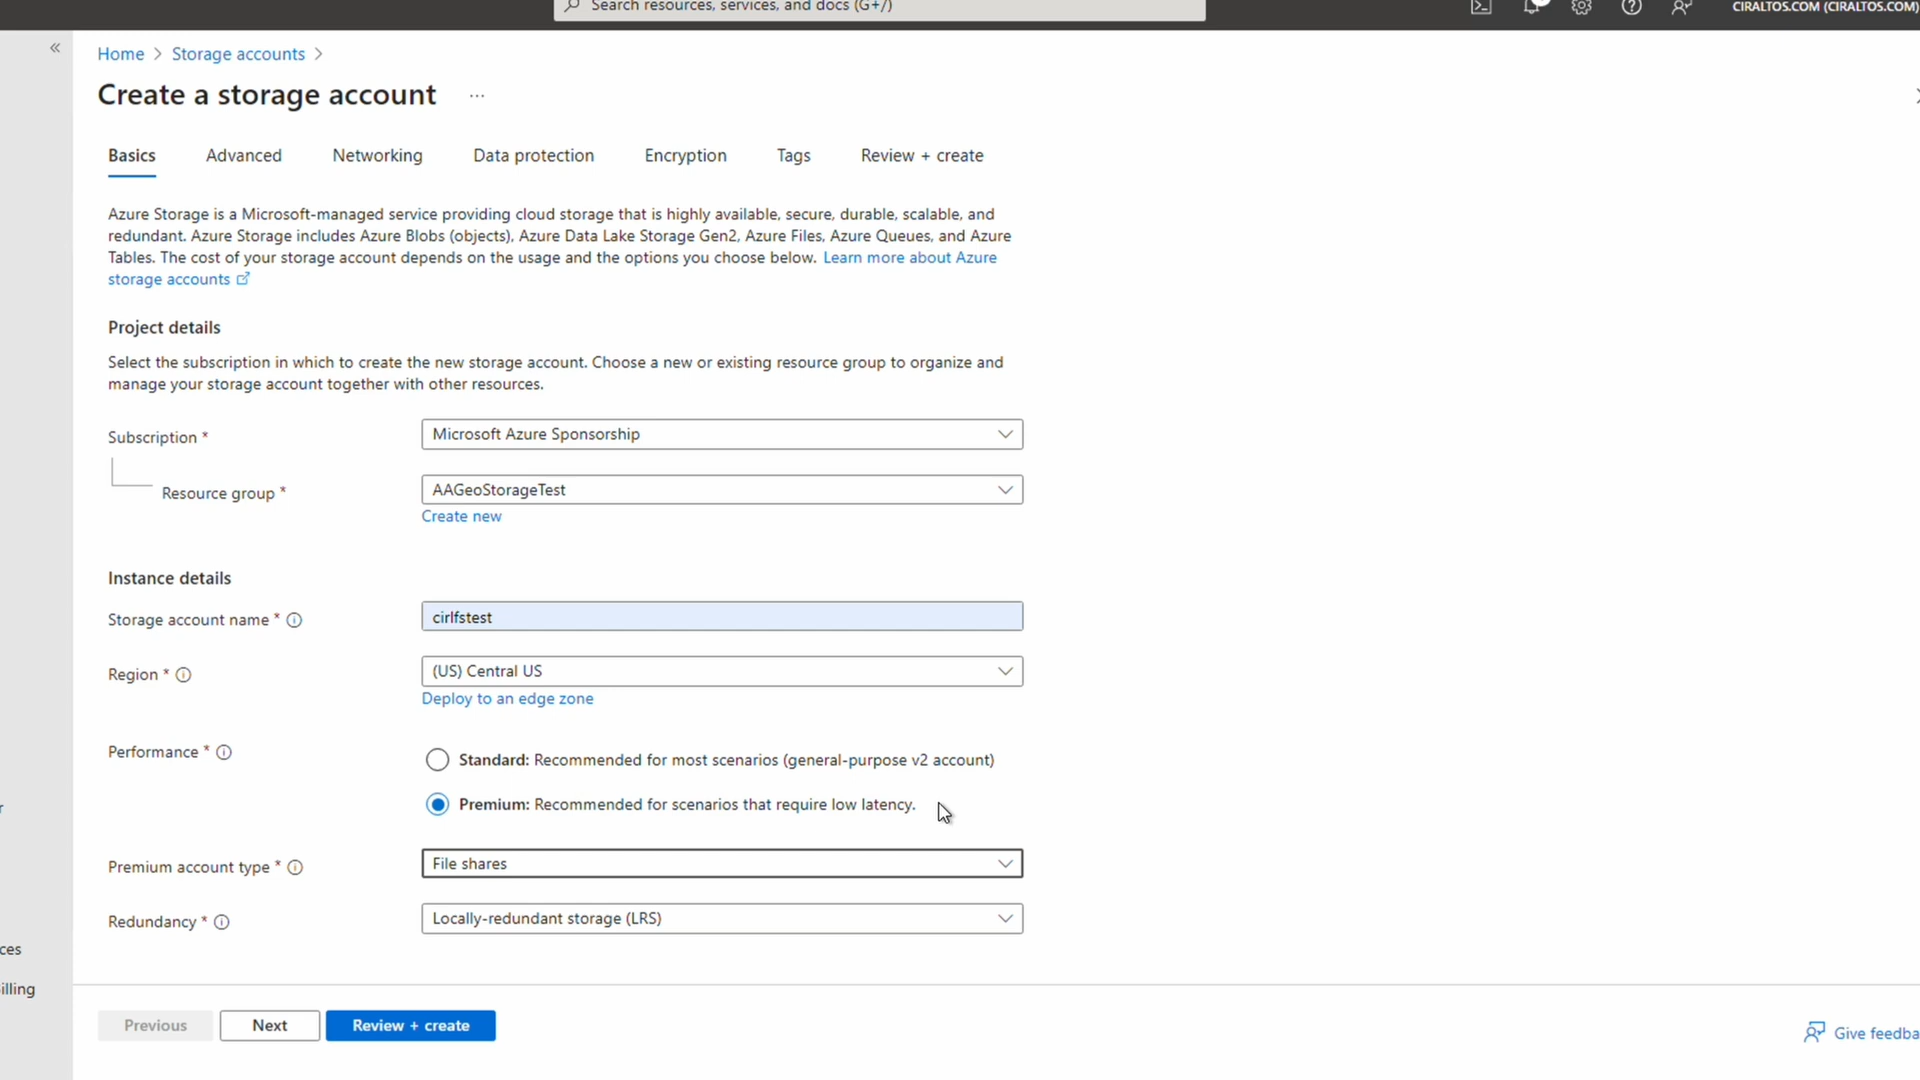 Search resources, services, and docs (G+/)
CIRALTOS.COM (CIRALTOS.COM)
Home > Storage accounts >
Create a storage account ...
Basics Advanced Networking Data protection Encryption Tags Review + create
Azure Storage is a Microsoft-managed service providing cloud storage that is highly available, secure, durable, scalable, and
redundant. Azure Storage includes Azure Blobs (objects), Azure Data Lake Storage Gen2, Azure Files, Azure Queues, and Azure
Tables. The cost of your storage account depends on the usage and the options you choose below. Learn more about Azure
storage accounts
Project details
Select the subscription in which to create the new storage account. Choose a new or existing resource group to organize and
manage your storage account together with other resources.
Subscription *
Microsoft Azure Sponsorship
Resource group *
AAGeoStorageTest
Create new
Instance details
Storage account name *
cirlfstest
Region *
(US) Central US
Deploy to an edge zone
Performance *
Standard: Recommended for most scenarios (general-purpose v2 account)
Premium: Recommended for scenarios that require low latency.
Premium account type *
File shares
Redundancy *
Locally-redundant storage (LRS)
r
ces
illing
Previous Next Review + create
Give feedba